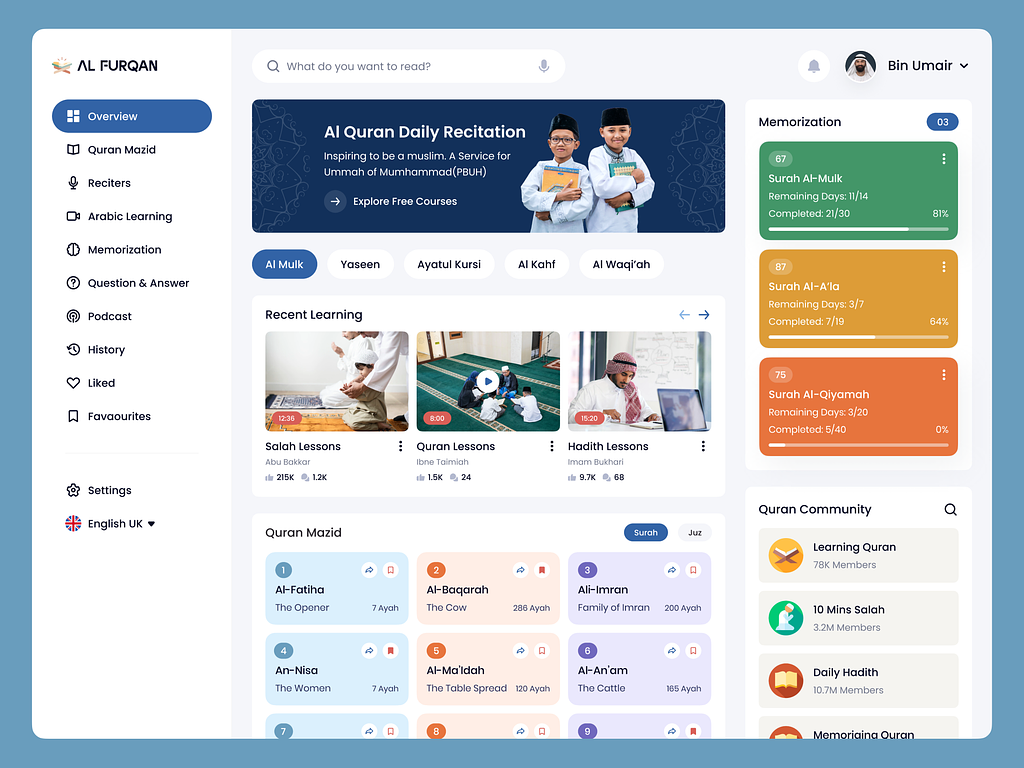 AL FURQAN
Overview
Quran Mazid
Reciters
Arabic Learning
Memorization
Question & Answer
Podcast
History
Liked
Favaourites
Settings
English UK
What do you want to read?
Bin Umair
Al Quran Daily Recitation
Inspiring to be a muslim. A Service for
Ummah of Mumhammad(PBUH)
Explore Free Courses
Al Mulk
Yaseen
Ayatul Kursi
Al Kahf
Al Waqi'ah
Recent Learning
12:36
8:00
15:20
Salah Lessons
Abu Bakkar
215K 1.2K
Quran Lessons
Ibne Taimiah
1.5K 24
Hadith Lessons
Imam Bukhari
9.7K 68
Quran Mazid
Surah
Juz
1
Al-Fatiha
The Opener 7 Ayah
2
Al-Baqarah
The Cow 286 Ayah
3
Ali-Imran
Family of Imran 200 Ayah
4
An-Nisa
The Women 7 Ayah
5
Al-Ma'Idah
The Table Spread 120 Ayah
6
Al-An'am
The Cattle 165 Ayah
7
8
9
Memorization
03
67
Surah Al-Mulk
Remaining Days: 11/14
Completed: 21/30 81%
87
Surah Al-A'la
Remaining Days: 3/7
Completed: 7/19 64%
75
Surah Al-Qiyamah
Remaining Days: 3/20
Completed: 5/40 0%
Quran Community
Learning Quran
78K Members
10 Mins Salah
3.2M Members
Daily Hadith
10.7M Members
Memoriging Quran